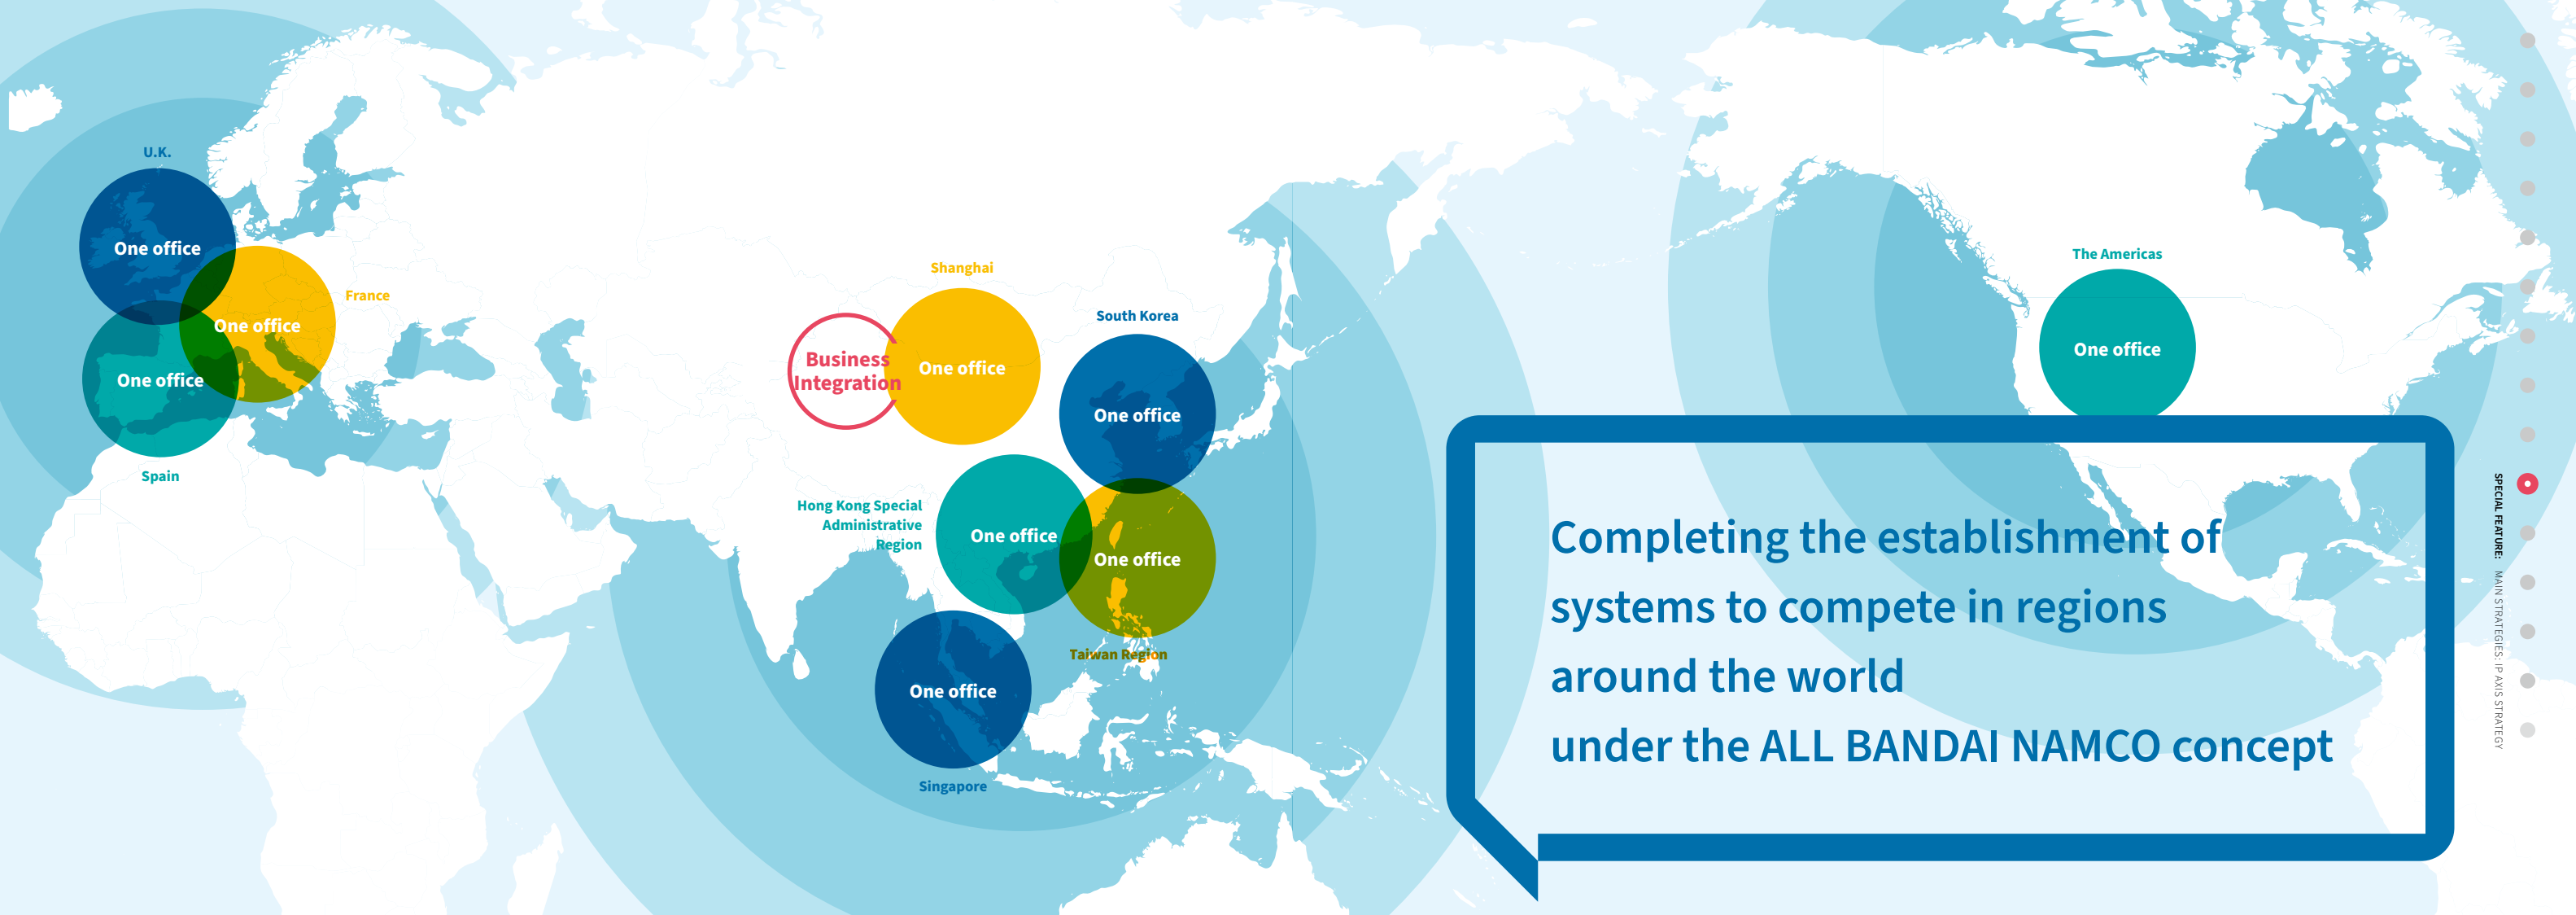 U.K.
One office
France
One office
One office
Spain
Shanghai
Business
Integration
One office
South Korea
One office
Hong Kong Special
Administrative
Region
One office
One office
Taiwan Region
One office
Singapore
The Americas
One office
Completing the establishment of
systems to compete in regions
around the world
under the ALL BANDAI NAMCO concept
SPECIAL FEATURE: MAIN STRATEGIES: IP AXIS STRATEGY